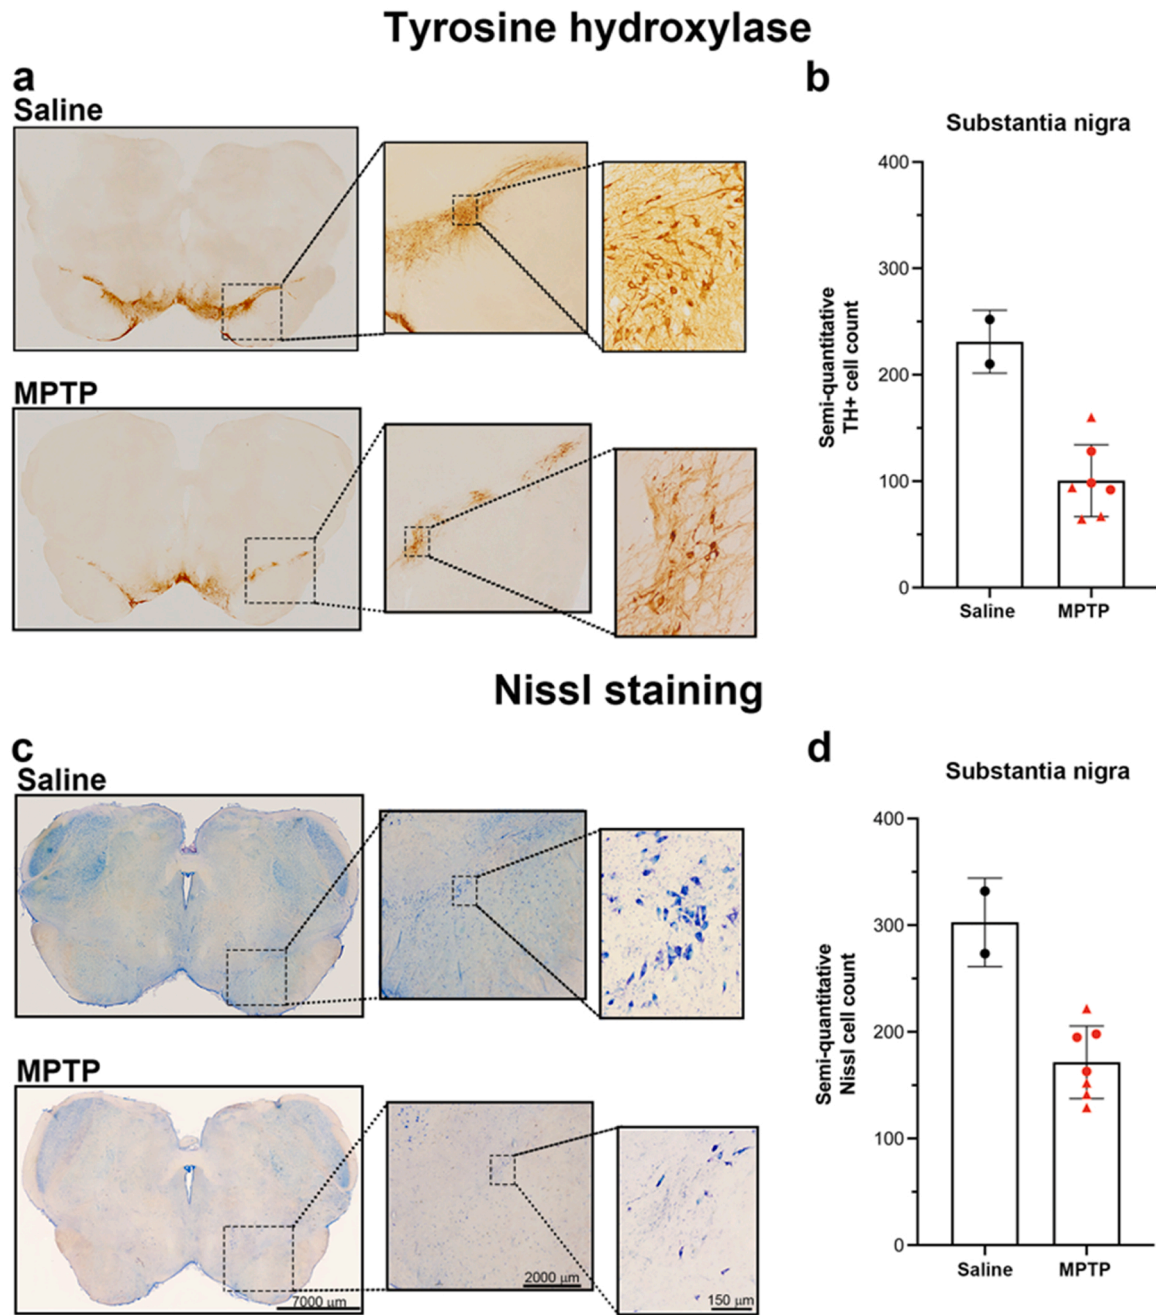 Tyrosine hydroxylase
a
Saline
MPTP
b
Substantia nigra
Semi-quantitative
TH+ cell count
400
300
200
100
0
Saline
MPTP
Nissl staining
c
Saline
MPTP
7000 µm
2000 µm
150 µm
d
Substantia nigra
Semi-quantitative
Nissl cell count
400
300
200
100
0
Saline
MPTP